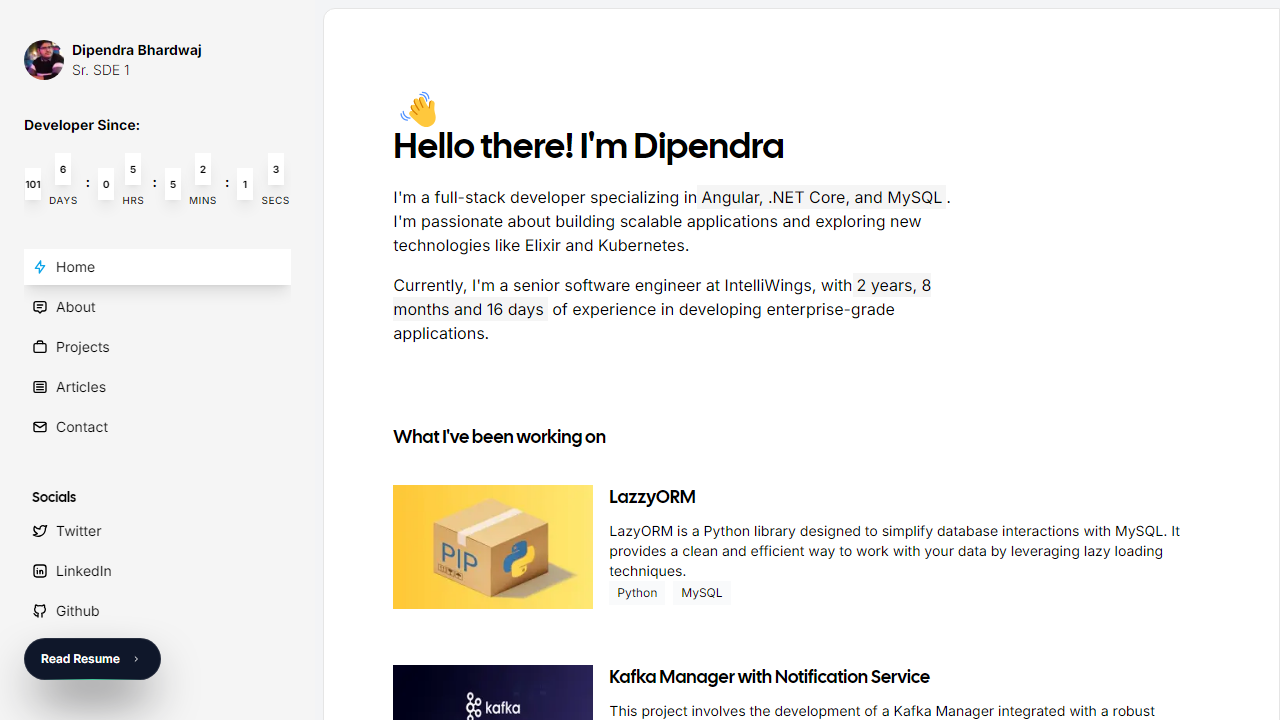 Dipendra Bhardwaj
Sr. SDE 1
Developer Since:
101 6 : 0 5 : 5 2 : 1 3
DAYS HRS MINS SECS
Home
About
Projects
Articles
Contact
Socials
Twitter
LinkedIn
Github
Read Resume
Hello there! I'm Dipendra
I'm a full-stack developer specializing in Angular, .NET Core, and MySQL .
I'm passionate about building scalable applications and exploring new
technologies like Elixir and Kubernetes.
Currently, I'm a senior software engineer at IntelliWings, with 2 years, 8
months and 16 days of experience in developing enterprise-grade
applications.
What I've been working on
PIP
LazzyORM
LazyORM is a Python library designed to simplify database interactions with MySQL. It
provides a clean and efficient way to work with your data by leveraging lazy loading
techniques.
Python MySQL
kafka
Kafka Manager with Notification Service
This project involves the development of a Kafka Manager integrated with a robust